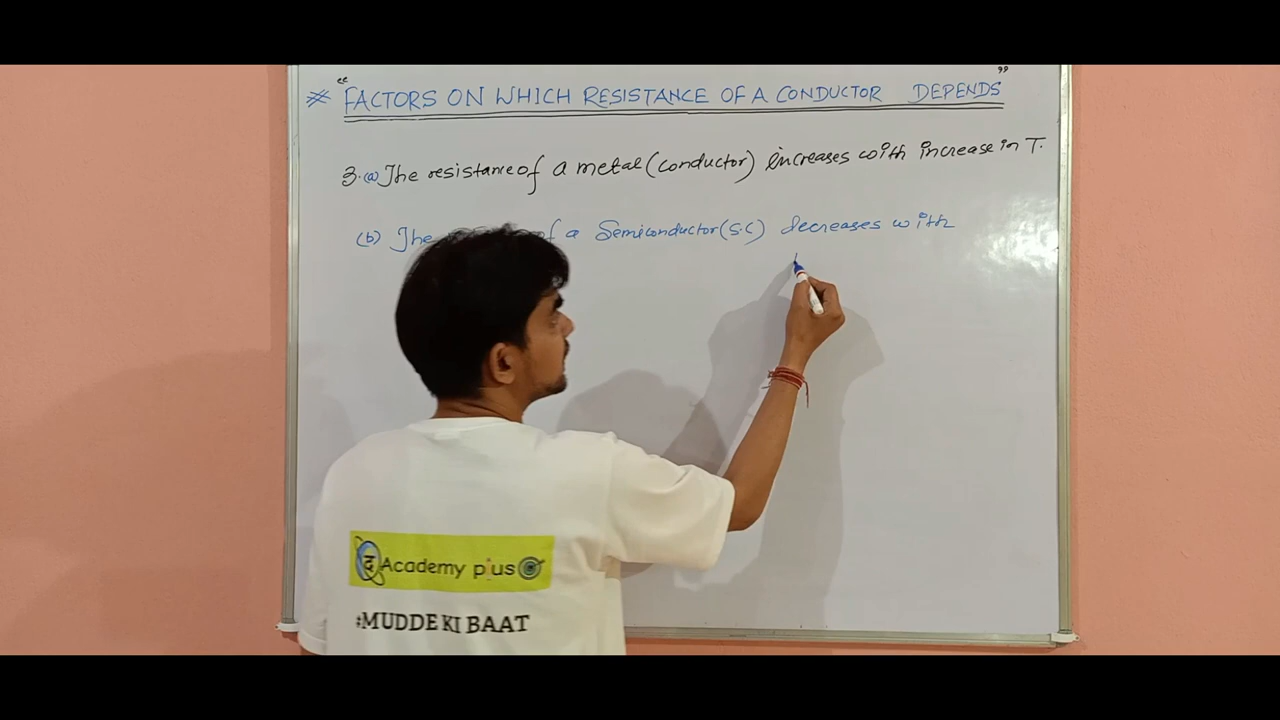 ※ "FACTORS ON WHICH RESISTANCE OF A CONDUCTOR DEPENDS"
3.(a) The resistance of a metal (conductor) increases with increase in T.
(b) The of a Semiconductor (S.C) decreases with
द Academy plus
#MUDDE KI BAAT